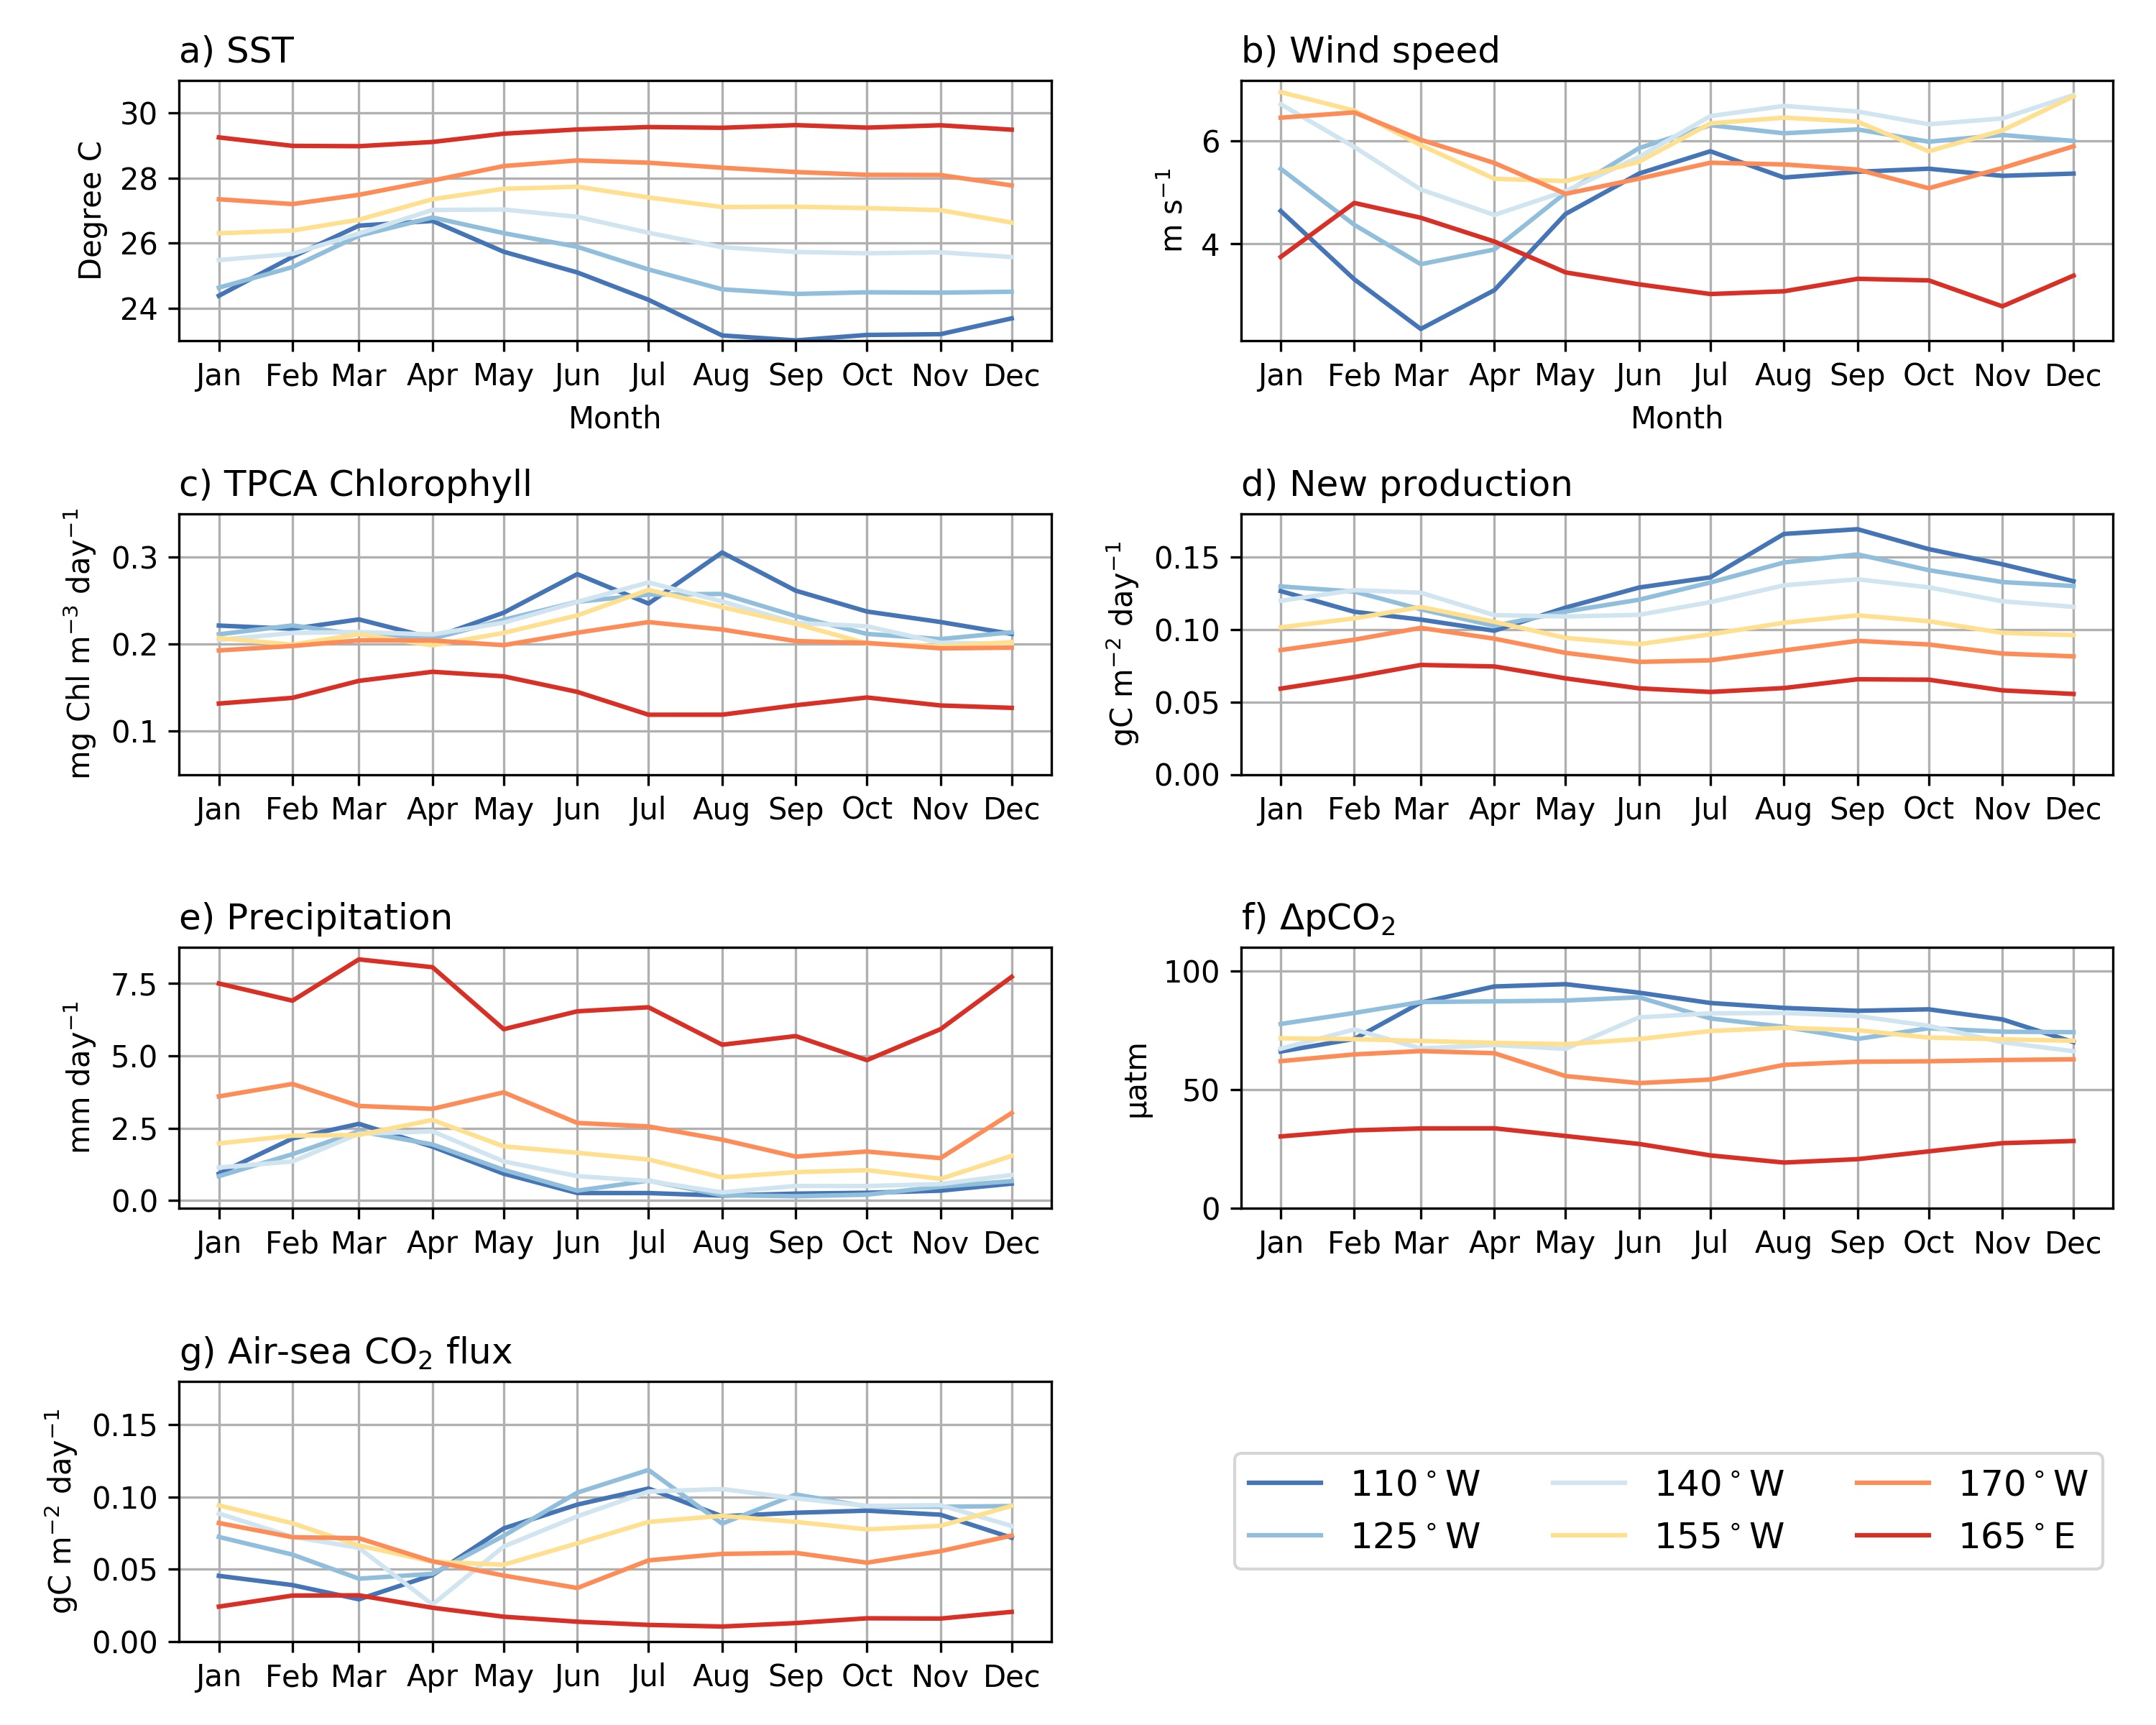 a) SST
30
28
26
24
Degree C
Jan Feb Mar Apr May Jun Jul Aug Sep Oct Nov Dec
Month
b) Wind speed
6
4
m s⁻¹
Jan Feb Mar Apr May Jun Jul Aug Sep Oct Nov Dec
Month
c) TPCA Chlorophyll
0.3
0.2
0.1
mg Chl m⁻³ day⁻¹
Jan Feb Mar Apr May Jun Jul Aug Sep Oct Nov Dec
d) New production
0.15
0.10
0.05
0.00
gC m⁻² day⁻¹
Jan Feb Mar Apr May Jun Jul Aug Sep Oct Nov Dec
e) Precipitation
7.5
5.0
2.5
0.0
mm day⁻¹
Jan Feb Mar Apr May Jun Jul Aug Sep Oct Nov Dec
f) ΔpCO₂
100
50
0
μatm
Jan Feb Mar Apr May Jun Jul Aug Sep Oct Nov Dec
g) Air-sea CO₂ flux
0.15
0.10
0.05
0.00
gC m⁻² day⁻¹
Jan Feb Mar Apr May Jun Jul Aug Sep Oct Nov Dec
110°W 140°W 170°W
125°W 155°W 165°E